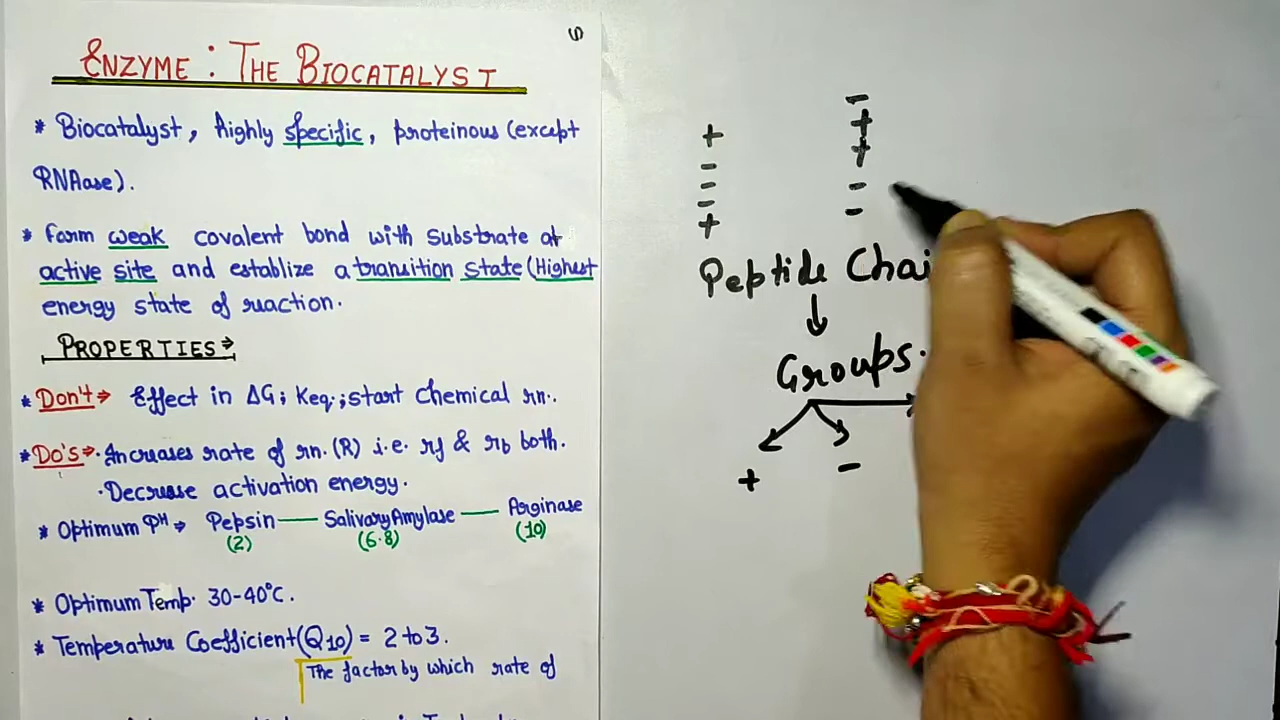 ENZYME : THE BIOCATALYST
* Biocatalyst, Highly specific, proteinous (except
RNAase).
* Form weak covalent bond with substrate at
active site and establize a transition state (Highest
energy state of reaction.
PROPERTIES→
* Don't⇒ Effect in ΔG; Keq.; start Chemical rn..
* Do's⇒ · Increases rate of rn. (R) i.e. rf & rb both.
· Decrease activation energy.
* Optimum PH⇒ Pepsin — Salivary Amylase — Arginase
(2) (6.8) (10)
* Optimum Temp. 30-40°C.
* Temperature Coefficient (Q10) = 2 to 3.
The factor by which rate of
+ - - - +
- + + - -
Peptide Chai
↓
Groups.
+ -